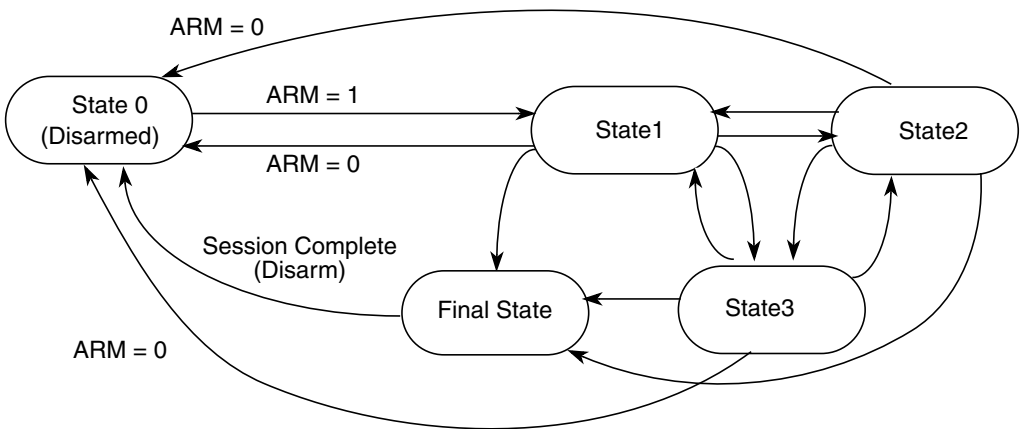 ARM = 0
State 0
(Disarmed)
ARM = 1
State1
State2
ARM = 0
Session Complete
(Disarm)
Final State
State3
ARM = 0